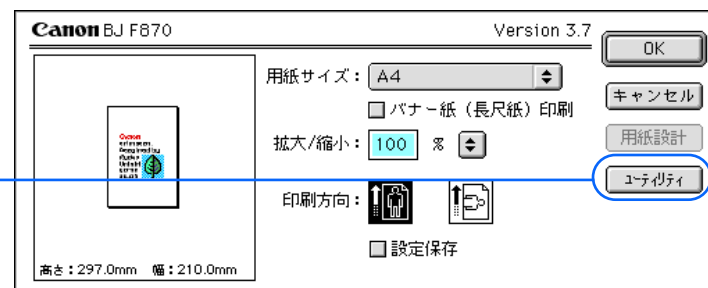 Canon BJ F870
Version 3.7
OK
用紙サイズ： A4
キャンセル
バナー紙（長尺紙）印刷
用紙設計
拡大/縮小： 100 %
ユーティリティ
印刷方向：
設定保存
Canon
高さ：297.0mm 幅：210.0mm